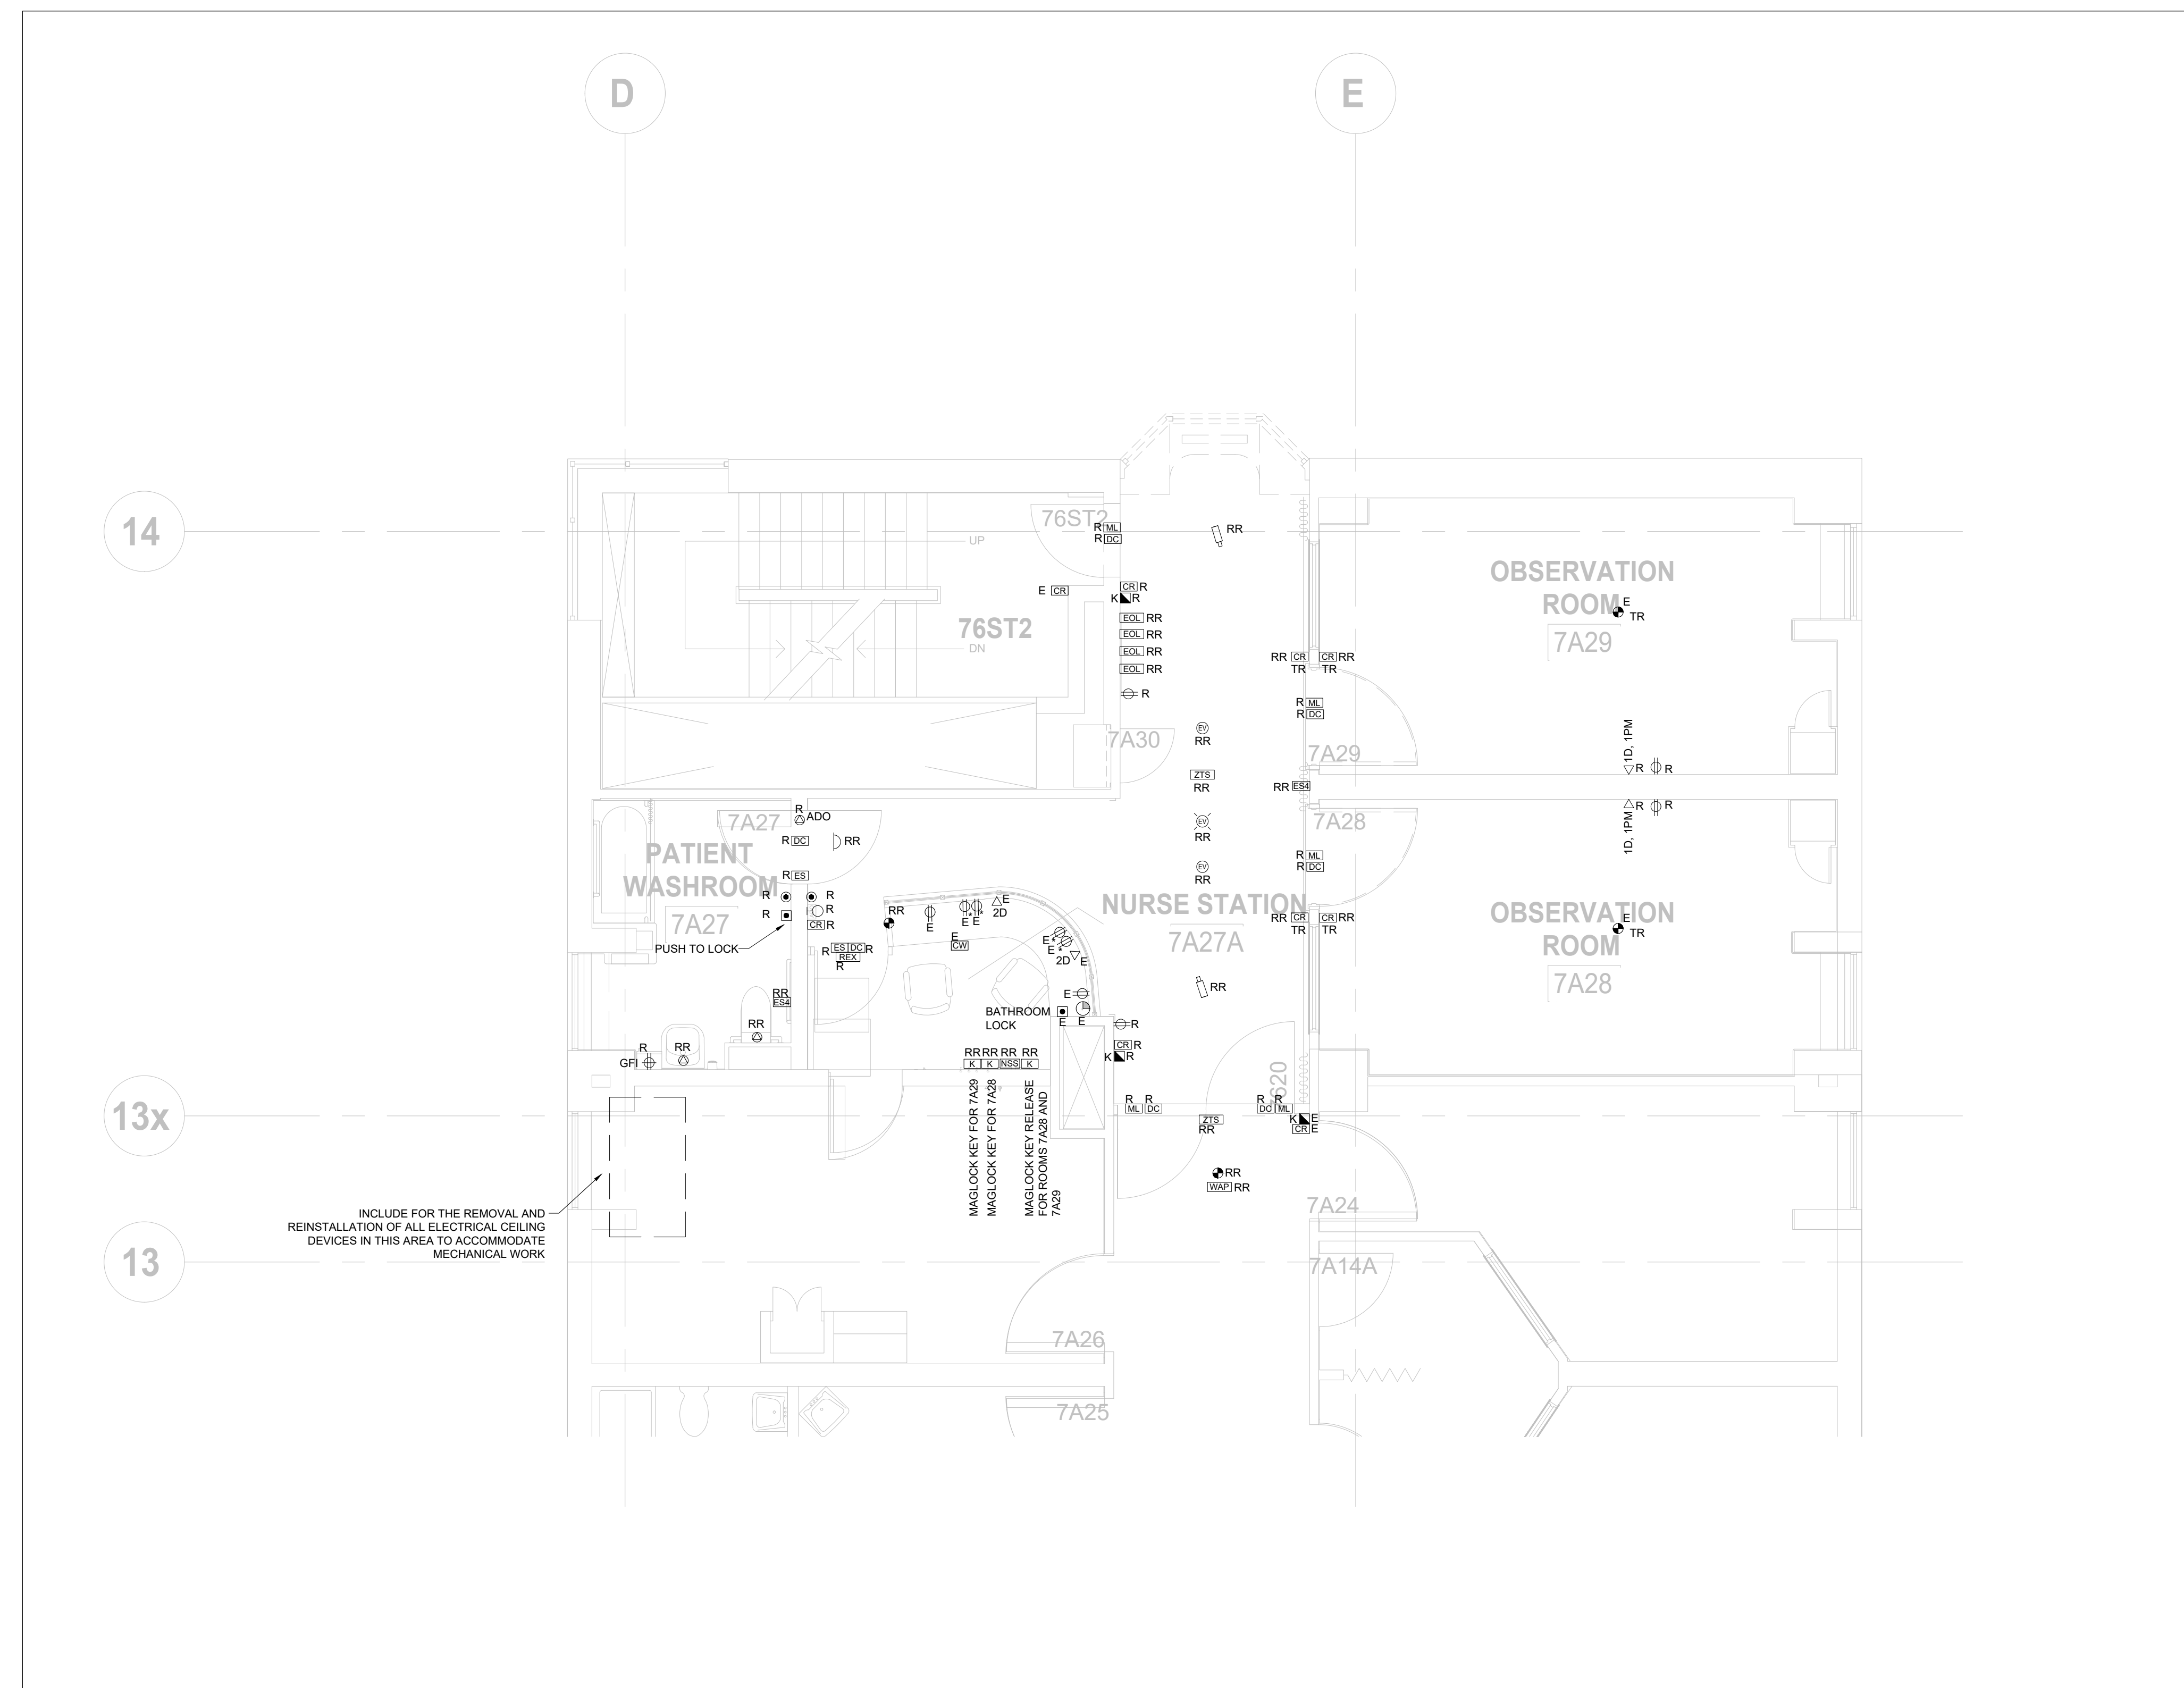 D
E
14
13x
13
76ST2
R ML
R DC
RR
UP
CR R
K R
E CR
EOL RR
EOL RR
EOL RR
EOL RR
76ST2
DN
R
OBSERVATION
ROOM
7A29
E
TR
RR CR
TR
CR RR
TR
R ML
R DC
EV
RR
7A30
7A29
ZTS
RR
RR ES4
1D, 1PM
R
R
R
R
1D, 1PM
R
ADO
7A27
R DC
RR
PATIENT
WASHROOM
7A27
EV
RR
7A28
R ML
R DC
EV
RR
R ES
R
R
R
R
CR R
PUSH TO LOCK
RR
E
E
*
E
*
E
2D
E
CW
E *
E *
2D
E
NURSE STATION
7A27A
RR CR
TR
CR RR
TR
OBSERVATION
ROOM
7A28
E
TR
R ES DC R
REX
R
RR
ES4
RR
RR
R
GFI
E
BATHROOM
LOCK
E
E
RR
R
CR R
K R
RR RR RR RR
K K NSS K
MAGLOCK KEY FOR 7A29
MAGLOCK KEY FOR 7A28
MAGLOCK KEY RELEASE
FOR ROOMS 7A28 AND
7A29
R R
ML DC
R R
DC ML
ZTS
RR
K E
CR E
RR
WAP RR
7A24
7A14A
7A26
7A25
INCLUDE FOR THE REMOVAL AND
REINSTALLATION OF ALL ELECTRICAL CEILING
DEVICES IN THIS AREA TO ACCOMMODATE
MECHANICAL WORK